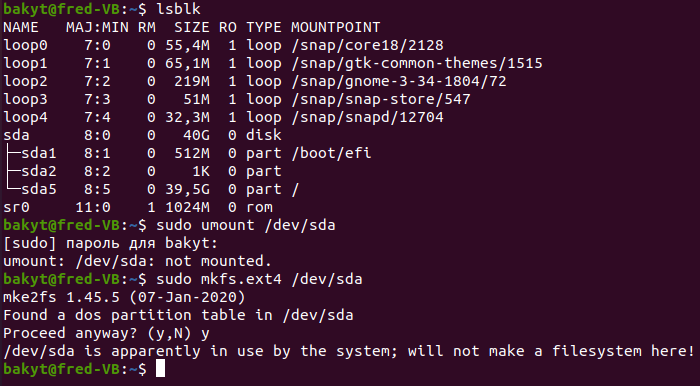 bakyt@fred-VB:~$ lsblk
NAME   MAJ:MIN RM  SIZE RO TYPE MOUNTPOINT
loop0    7:0    0 55,4M  1 loop /snap/core18/2128
loop1    7:1    0 65,1M  1 loop /snap/gtk-common-themes/1515
loop2    7:2    0  219M  1 loop /snap/gnome-3-34-1804/72
loop3    7:3    0   51M  1 loop /snap/snap-store/547
loop4    7:4    0 32,3M  1 loop /snap/snapd/12704
sda      8:0    0   40G  0 disk
├─sda1   8:1    0  512M  0 part /boot/efi
├─sda2   8:2    0    1K  0 part
└─sda5   8:5    0 39,5G  0 part /
sr0     11:0    1 1024M  0 rom
bakyt@fred-VB:~$ sudo umount /dev/sda
[sudo] пароль для bakyt:
umount: /dev/sda: not mounted.
bakyt@fred-VB:~$ sudo mkfs.ext4 /dev/sda
mke2fs 1.45.5 (07-Jan-2020)
Found a dos partition table in /dev/sda
Proceed anyway? (y,N) y
/dev/sda is apparently in use by the system; will not make a filesystem here!
bakyt@fred-VB:~$